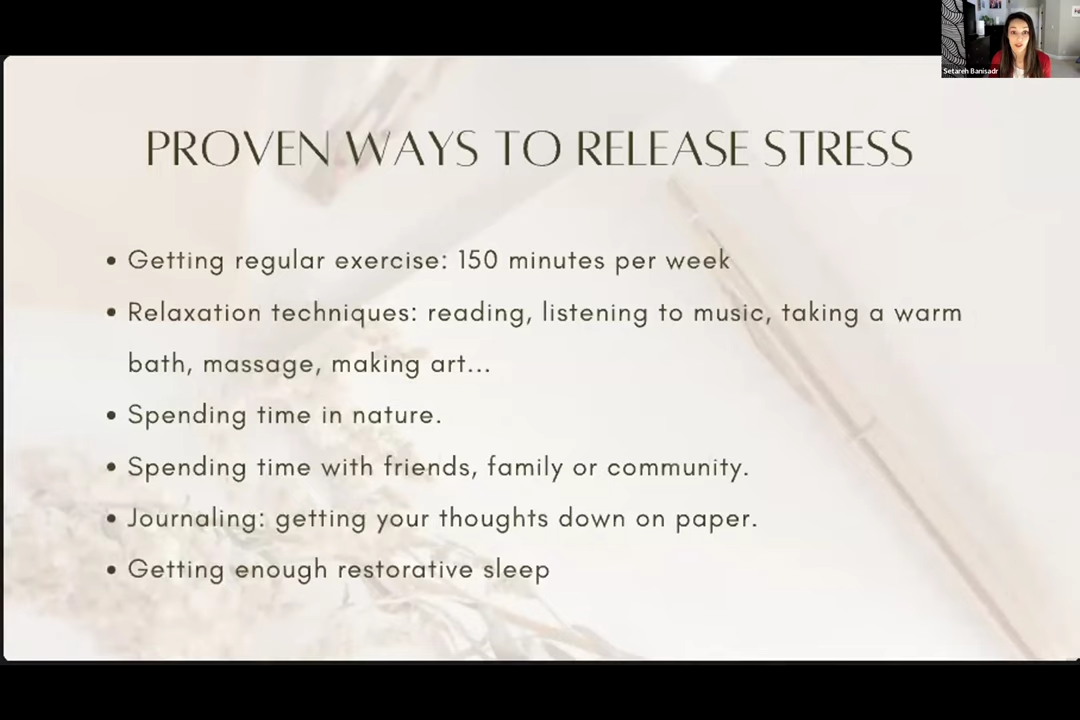 Setareh Banisadr
PROVEN WAYS TO RELEASE STRESS
• Getting regular exercise: 150 minutes per week
• Relaxation techniques: reading, listening to music, taking a warm
bath, massage, making art...
• Spending time in nature.
• Spending time with friends, family or community.
• Journaling: getting your thoughts down on paper.
• Getting enough restorative sleep